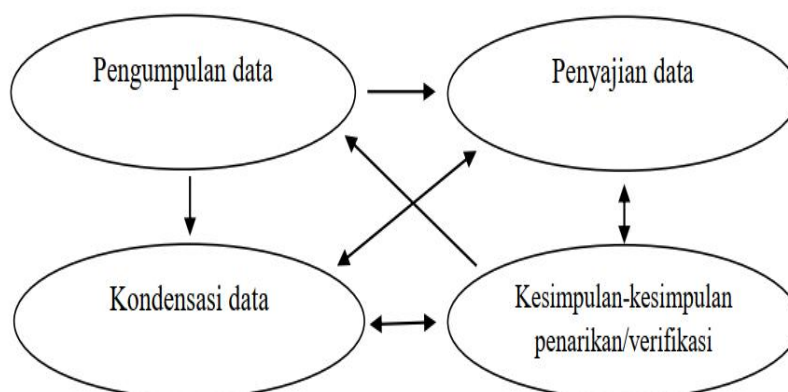 Pengumpulan data
Penyajian data
Kondensasi data
Kesimpulan-kesimpulan
penarikan/verifikasi